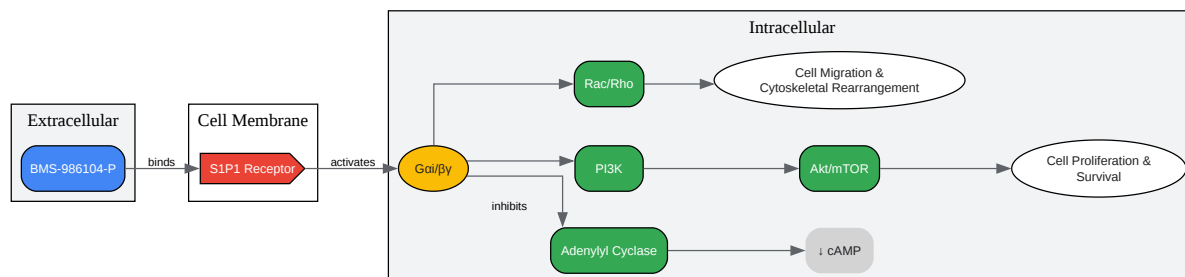 Intracellular
Rac/Rho
Cell Migration &
Cytoskeletal Rearrangement
Extracellular
Cell Membrane
BMS-986104-P
binds
S1P1 Receptor
activates
Gαi/βγ
PI3K
Akt/mTOR
Cell Proliferation &
Survival
inhibits
Adenylyl Cyclase
↓ cAMP